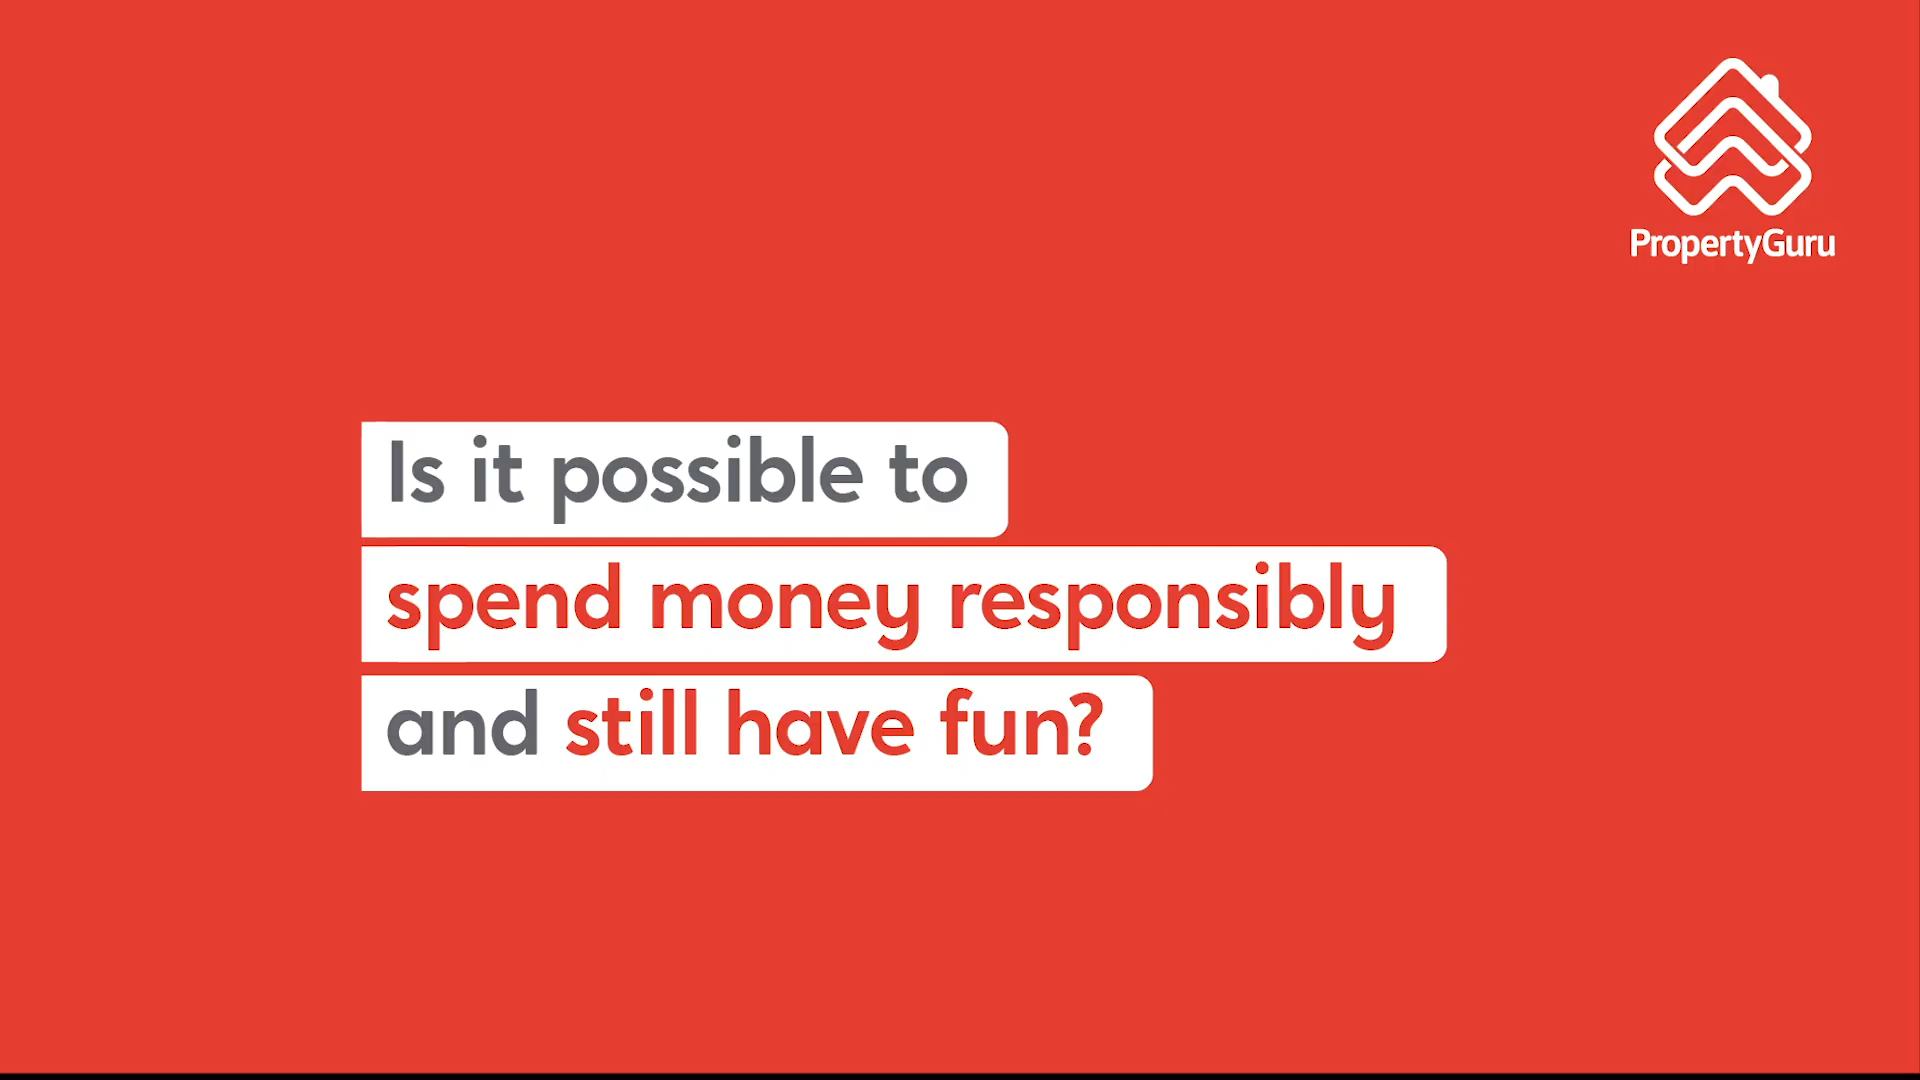 PropertyGuru
Is it possible to
spend money responsibly
and still have fun?